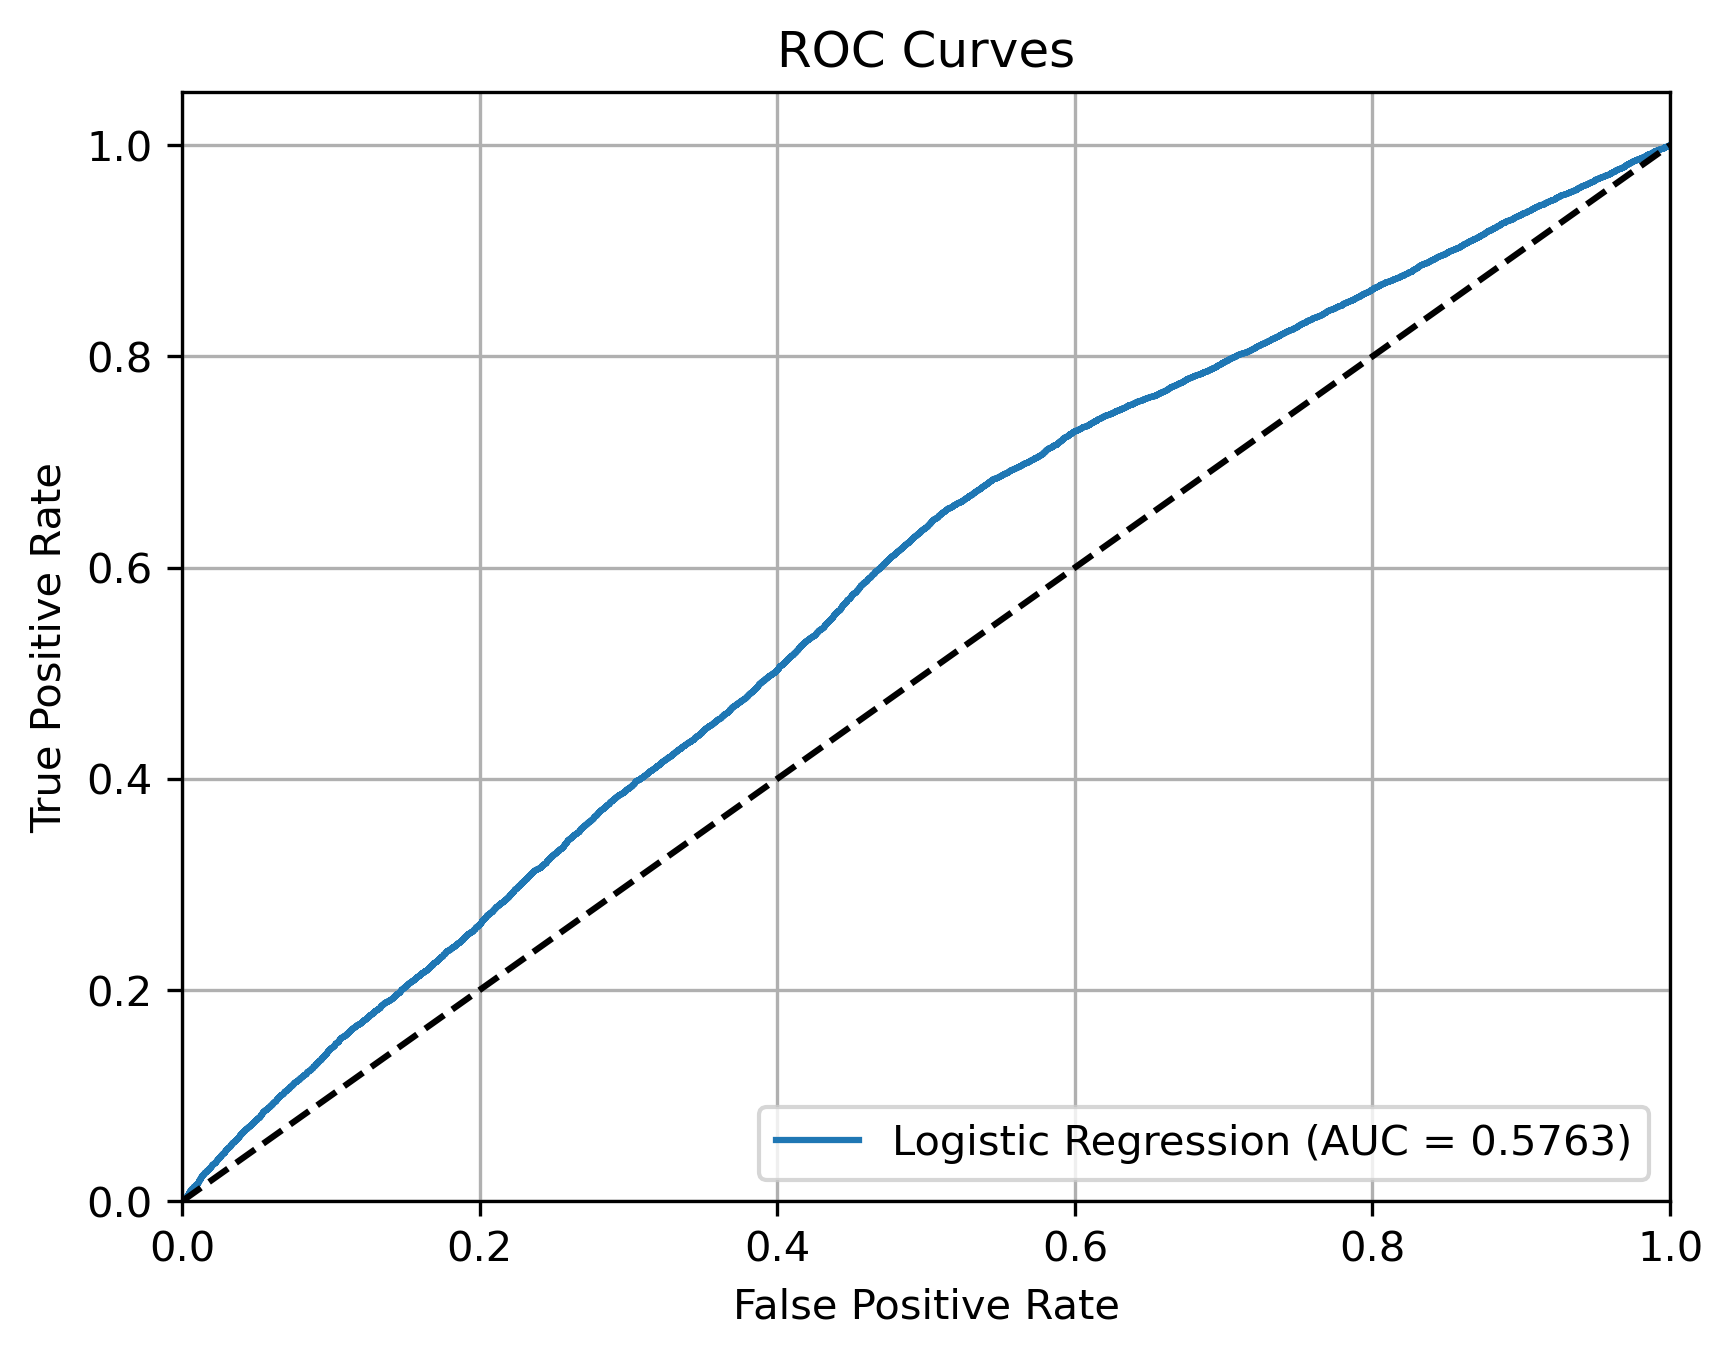 ROC Curves
True Positive Rate
1.0
0.8
0.6
0.4
0.2
0.0
Logistic Regression (AUC = 0.5763)
0.0 0.2 0.4 0.6 0.8 1.0
False Positive Rate